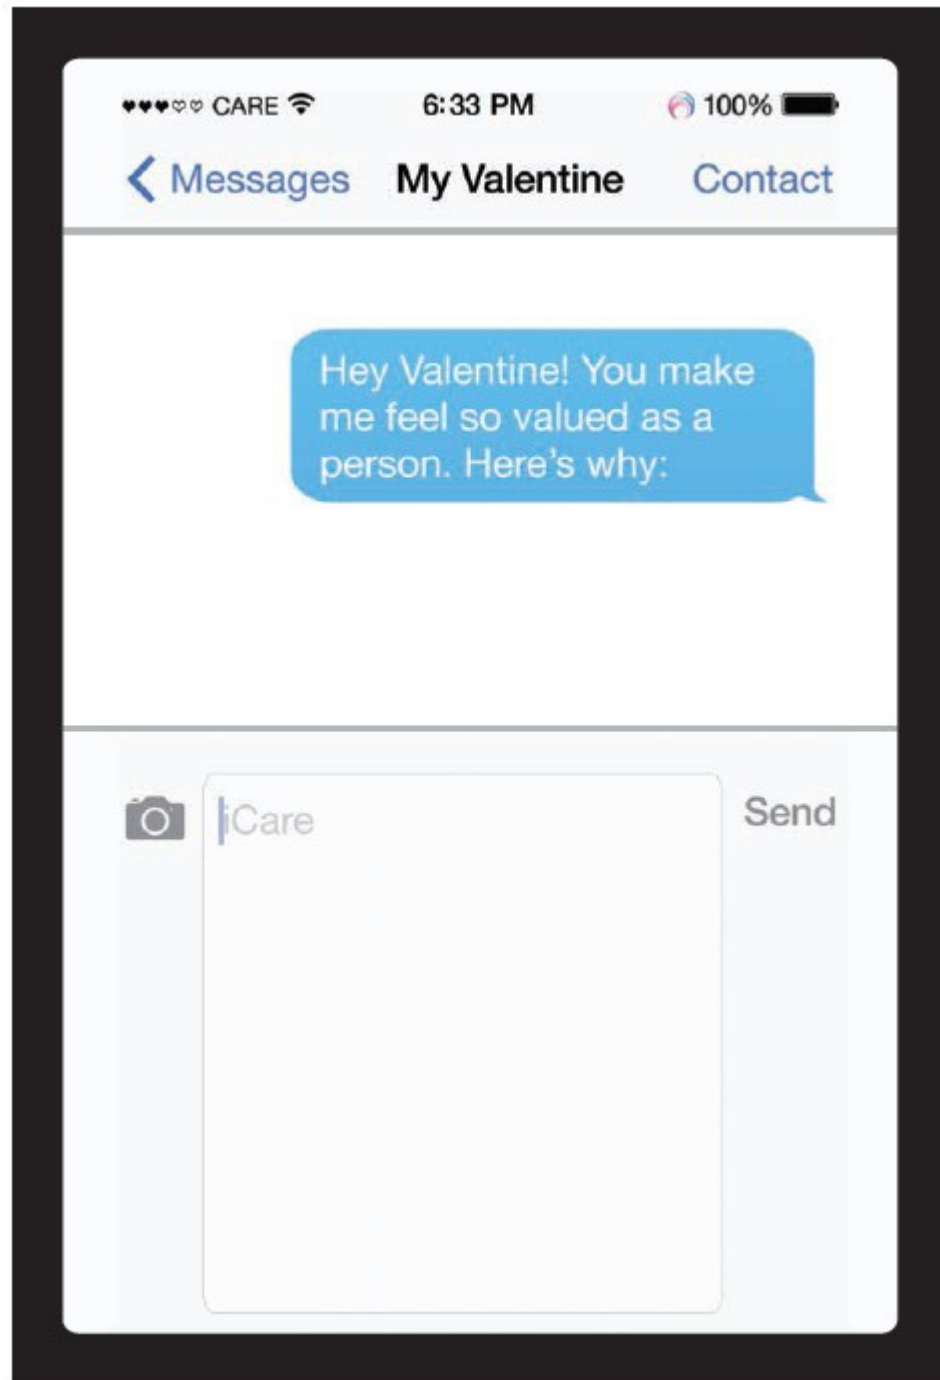 ♥♥♥♡♡ CARE 6:33 PM 100%
Messages My Valentine Contact
Hey Valentine! You make
me feel so valued as a
person. Here's why:
iCare Send